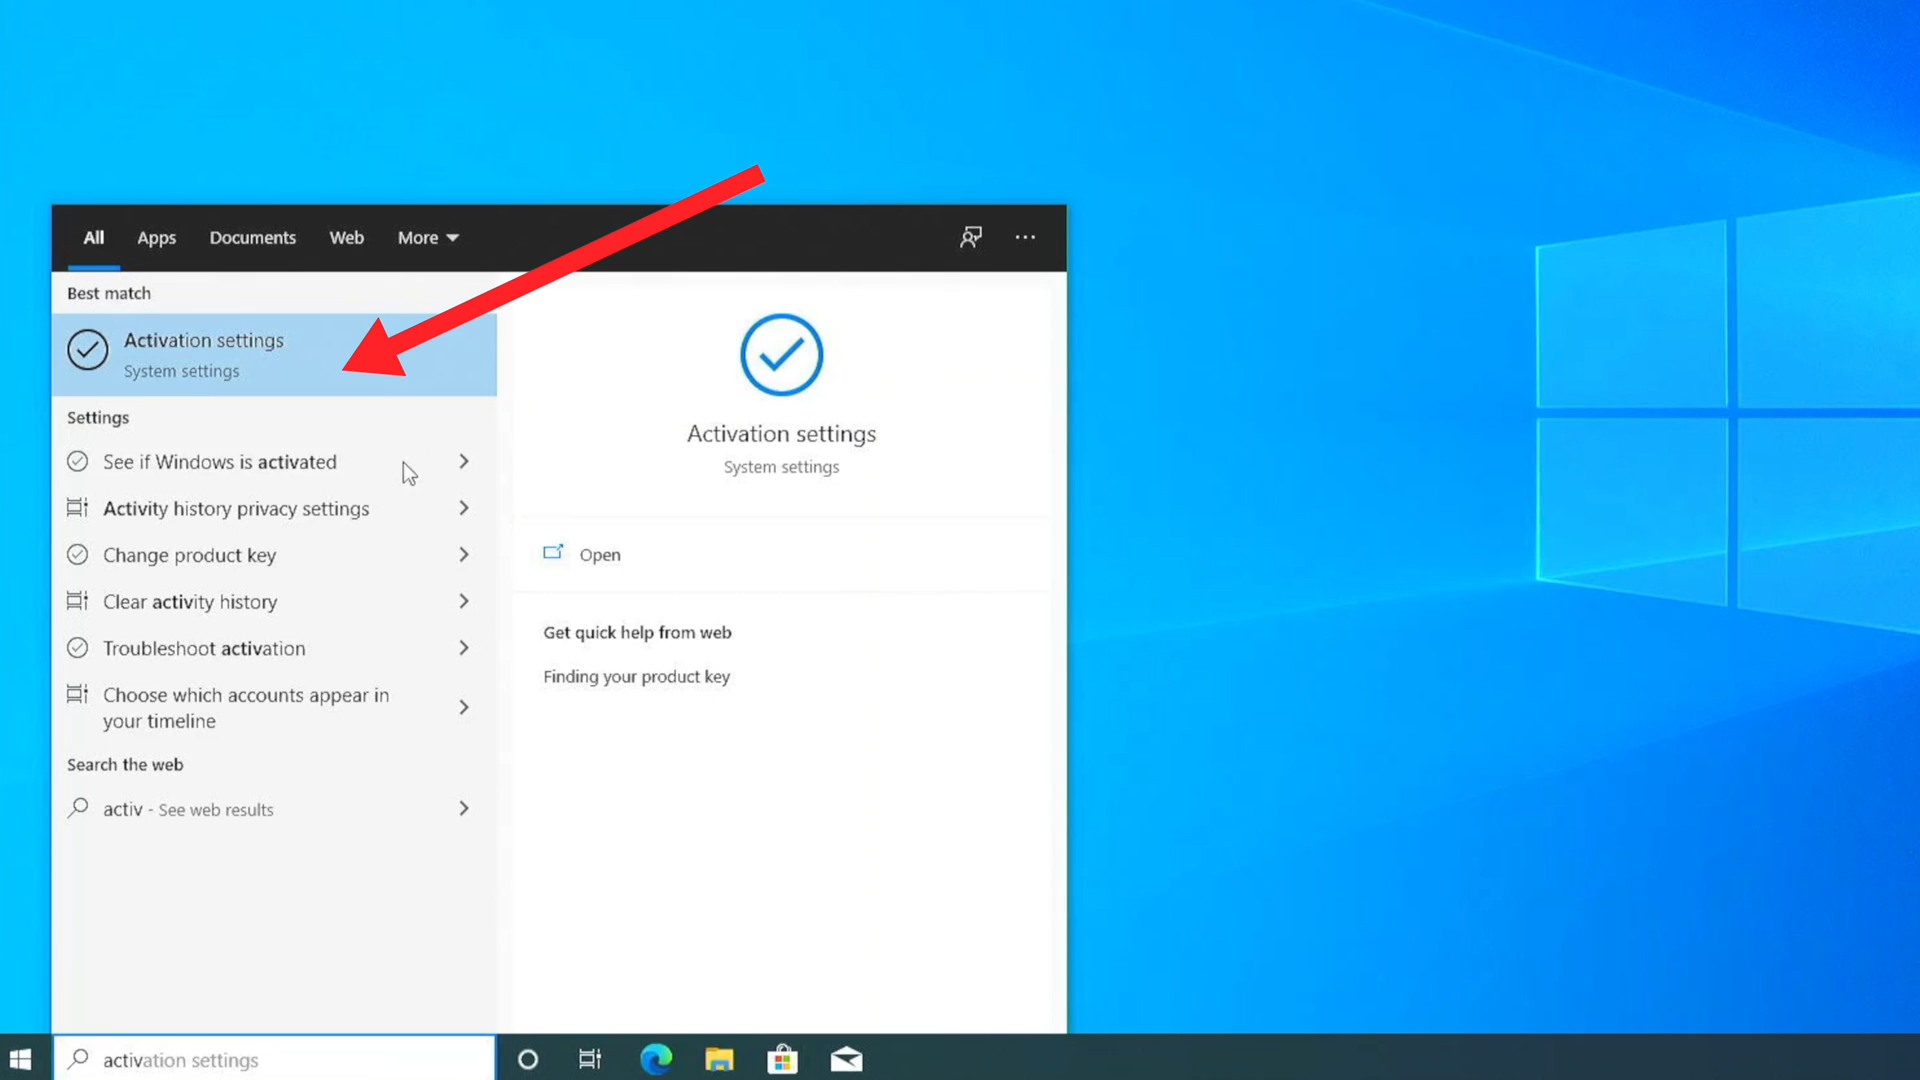 All Apps Documents Web More
Best match
Activation settings
System settings
Settings
See if Windows is activated
Activity history privacy settings
Change product key
Clear activity history
Troubleshoot activation
Choose which accounts appear in
your timeline
Search the web
activ - See web results
Activation settings
System settings
Open
Get quick help from web
Finding your product key
activation settings